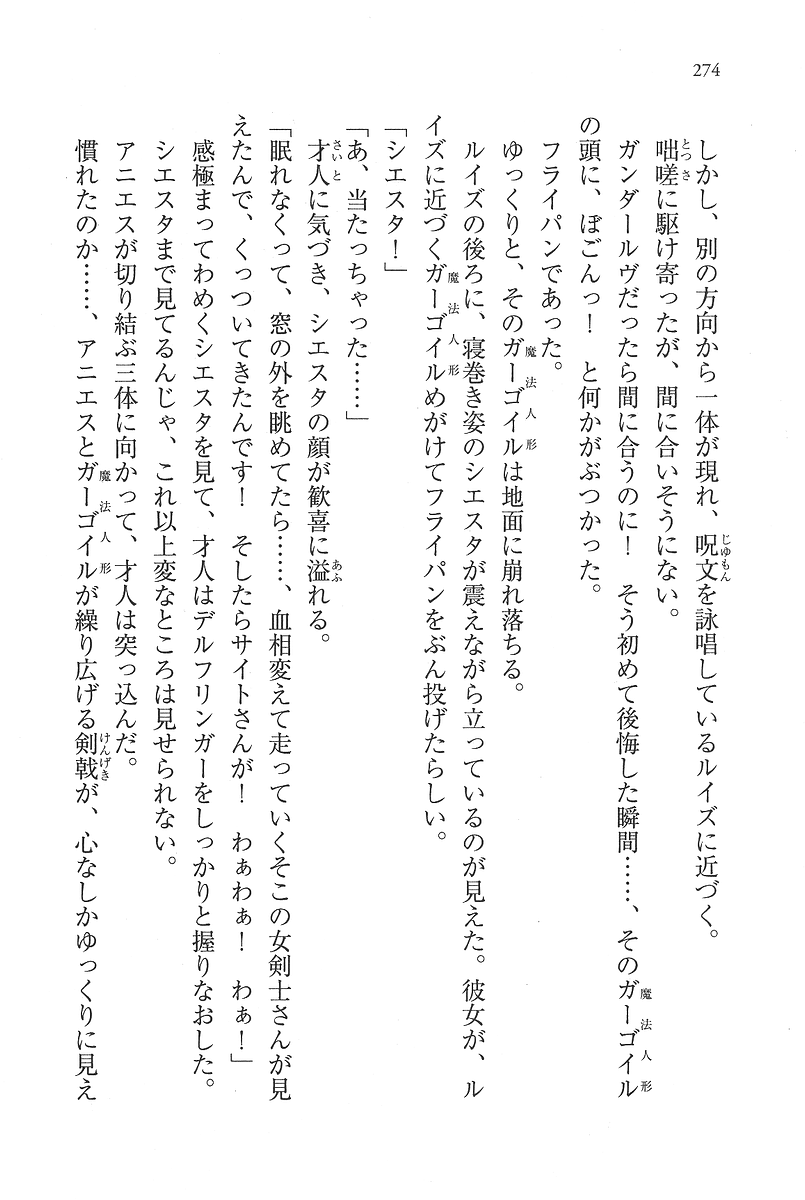 274
しかし、別の方向から一体が現れ、呪文を詠唱しているルイズに近づく。
咄嗟に駆け寄ったが、間に合いそうにない。
ガンダールヴだったら間に合うのに！　そう初めて後悔した瞬間……、そのガーゴイル
の頭に、ぼごんっ！　と何かがぶつかった。
フライパンであった。
ゆっくりと、そのガーゴイルは地面に崩れ落ちる。
ルイズの後ろに、寝巻き姿のシエスタが震えながら立っているのが見えた。彼女が、ル
イズに近づくガーゴイルめがけてフライパンをぶん投げたらしい。
「シエスタ！」
「あ、当たっちゃった……」
才人に気づき、シエスタの顔が歓喜に溢れる。
「眠れなくって、窓の外を眺めてたら……、血相変えて走っていくそこの女剣士さんが見
えたんで、くっついてきたんです！　そしたらサイトさんが！　わぁわぁ！　わぁ！」
感極まってわめくシエスタを見て、才人はデルフリンガーをしっかりと握りなおした。
シエスタまで見てるんじゃ、これ以上変なところは見せられない。
アニエスが切り結ぶ三体に向かって、才人は突っ込んだ。
慣れたのか……、アニエスとガーゴイルが繰り広げる剣戟が、心なしかゆっくりに見え